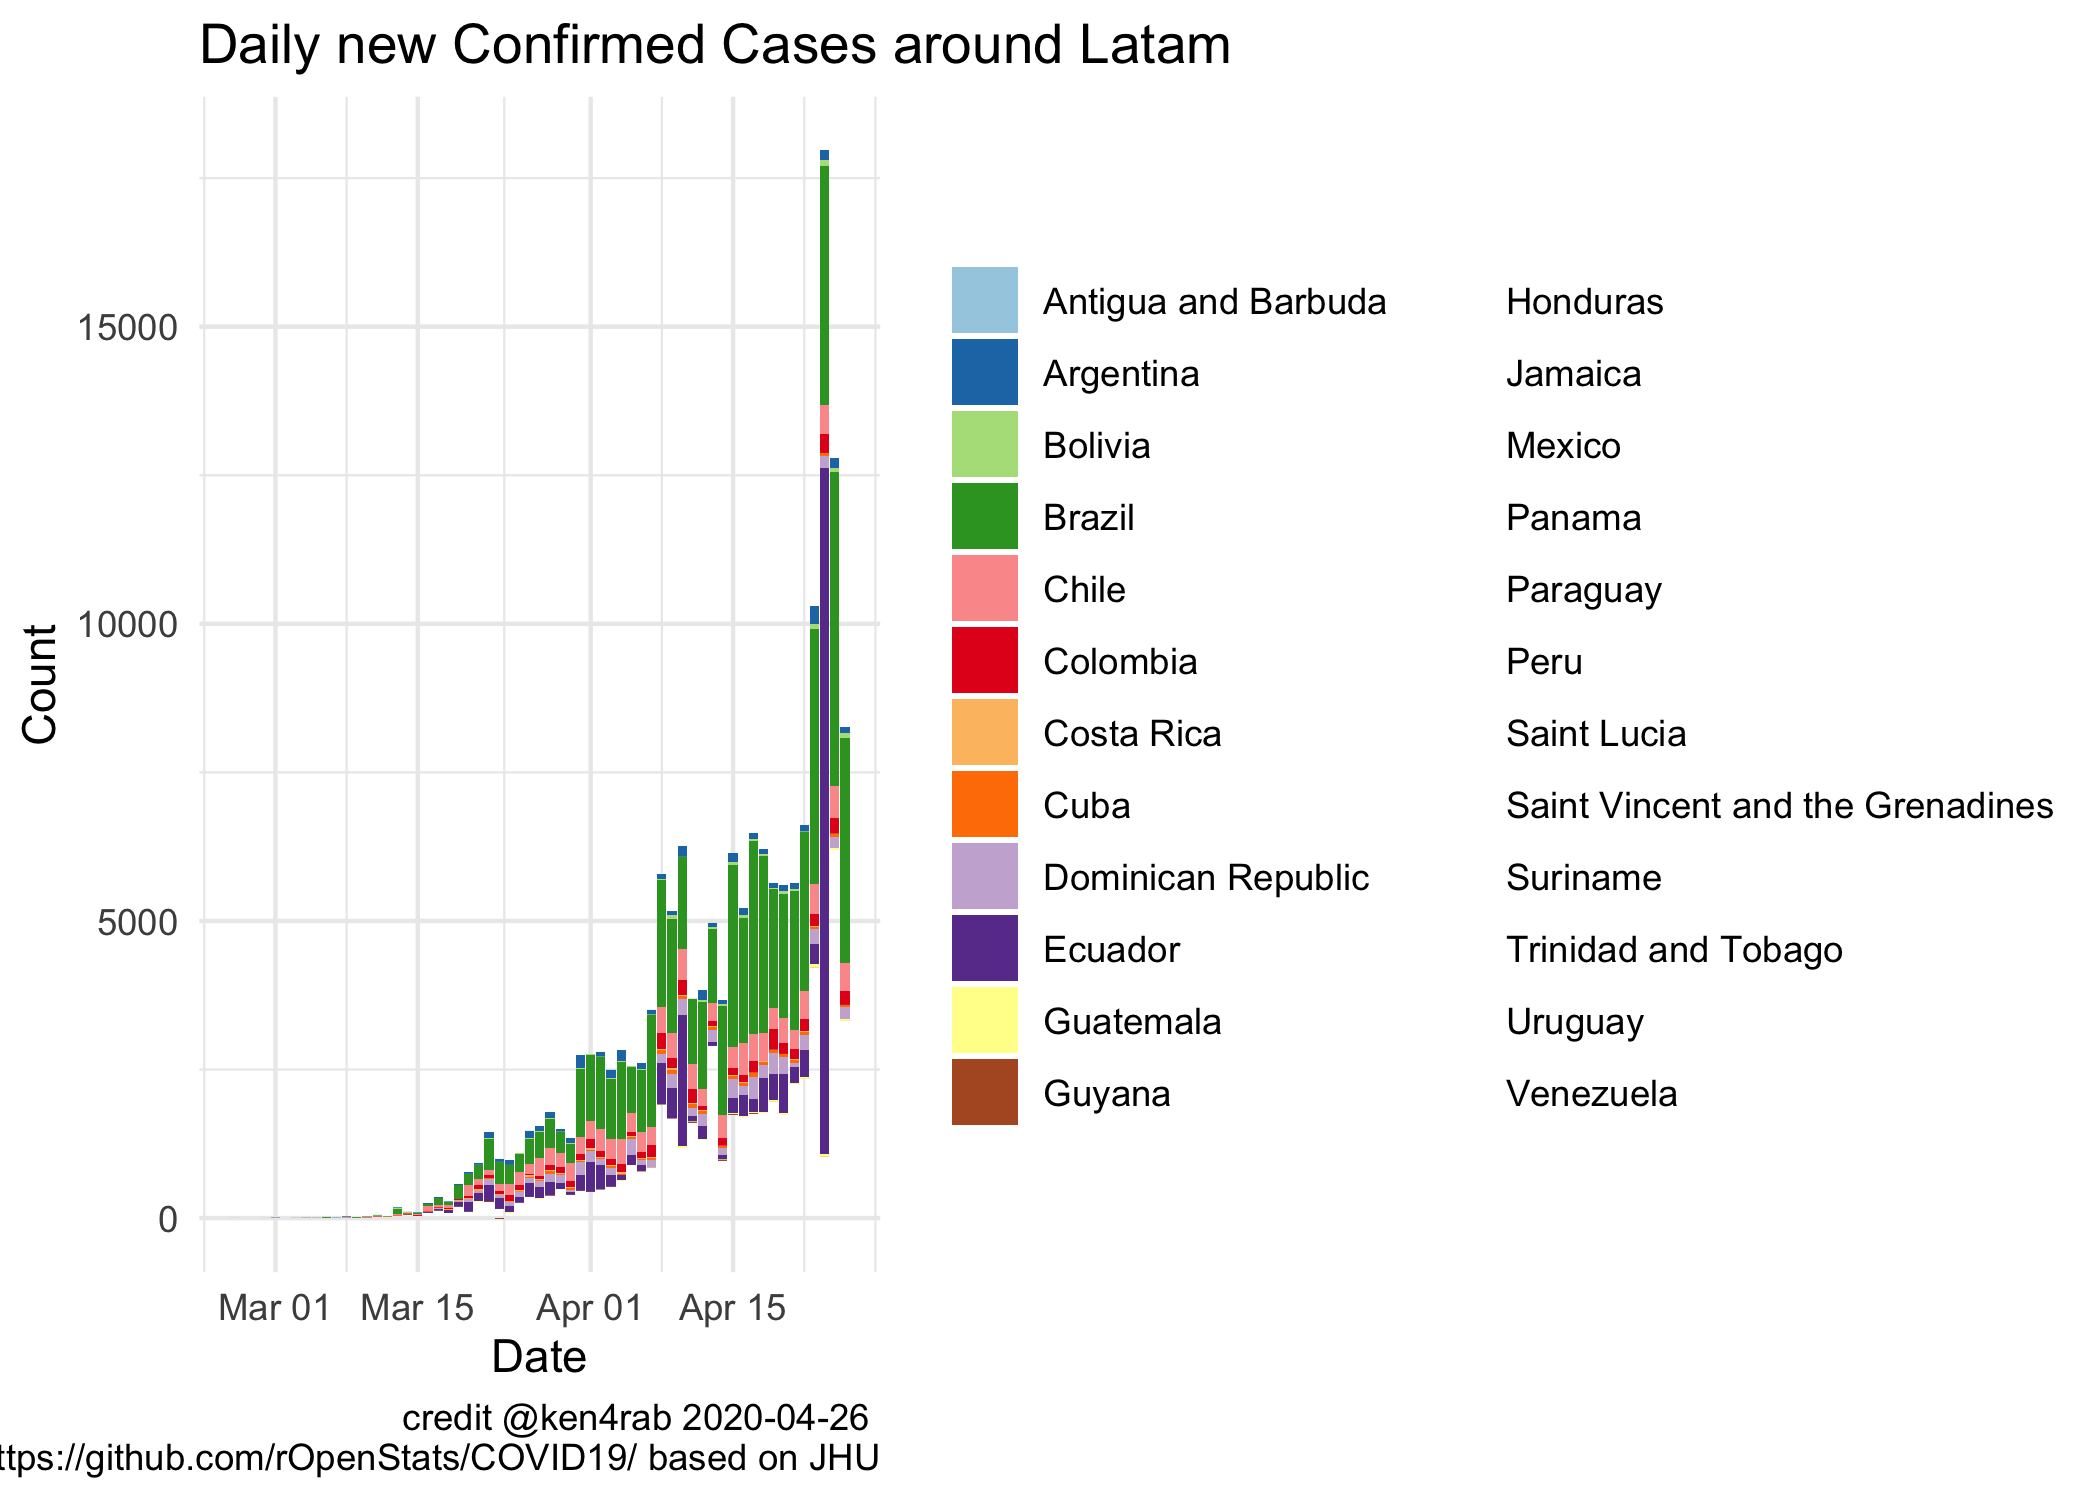 Daily new Confirmed Cases around Latam
Count
15000
10000
5000
0
Mar 01 Mar 15 Apr 01 Apr 15
Date
Antigua and Barbuda
Argentina
Bolivia
Brazil
Chile
Colombia
Costa Rica
Cuba
Dominican Republic
Ecuador
Guatemala
Guyana
Honduras
Jamaica
Mexico
Panama
Paraguay
Peru
Saint Lucia
Saint Vincent and the Grenadines
Suriname
Trinidad and Tobago
Uruguay
Venezuela
credit @ken4rab 2020-04-26
ttps://github.com/rOpenStats/COVID19/ based on JHU